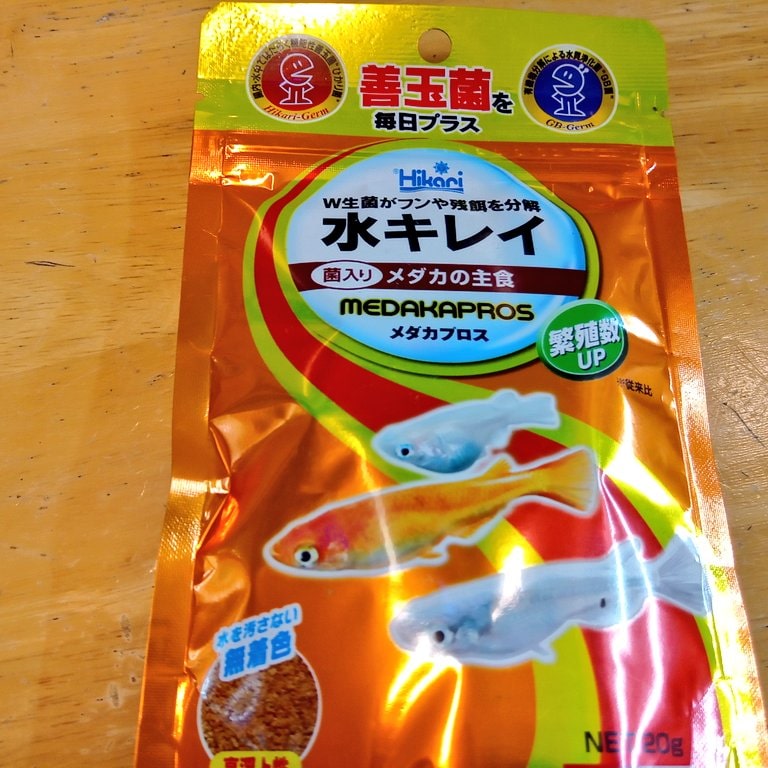 善玉菌を
毎日プラス
Hikari-Germ
GD-Germ
Hikari
W生菌がフンや残餌を分解
水キレイ
菌入り メダカの主食
MEDAKAPROS
メダカプロス
繁殖数
UP
※従来比
水を汚さない
無着色
NET 20g